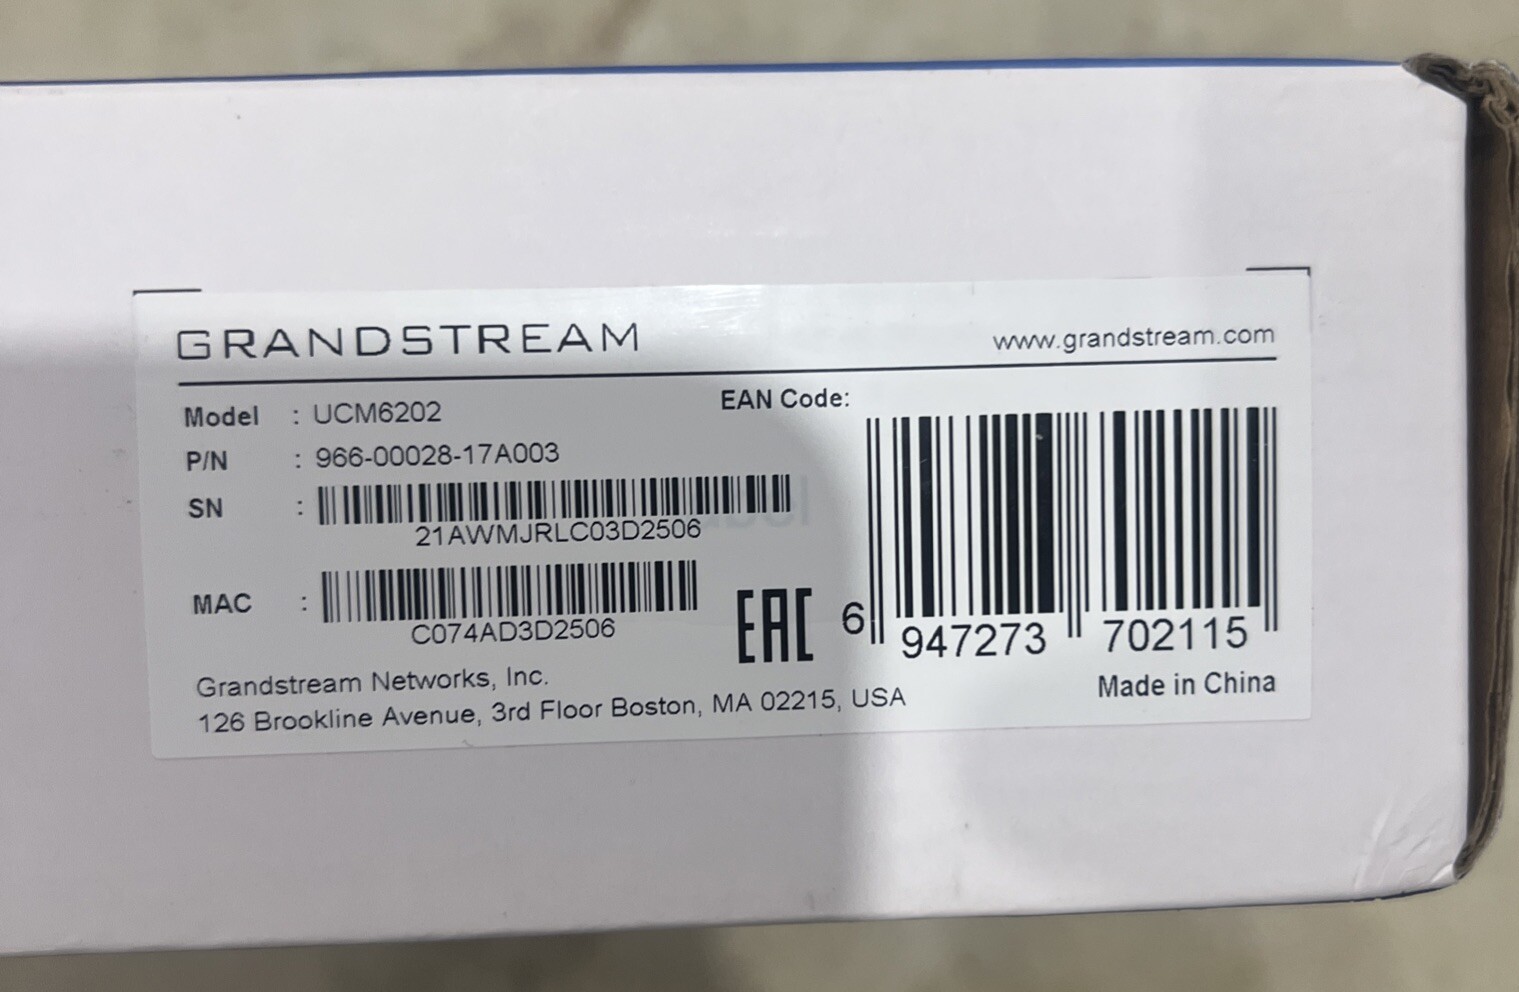 GRANDSTREAM
www.grandstream.com
Model : UCM6202
EAN Code:
P/N : 966-00028-17A003
SN :
21AWMJRLC03D2506
MAC :
C074AD3D2506
EAC
6 947273 702115
Grandstream Networks, Inc.
126 Brookline Avenue, 3rd Floor Boston, MA 02215, USA
Made in China